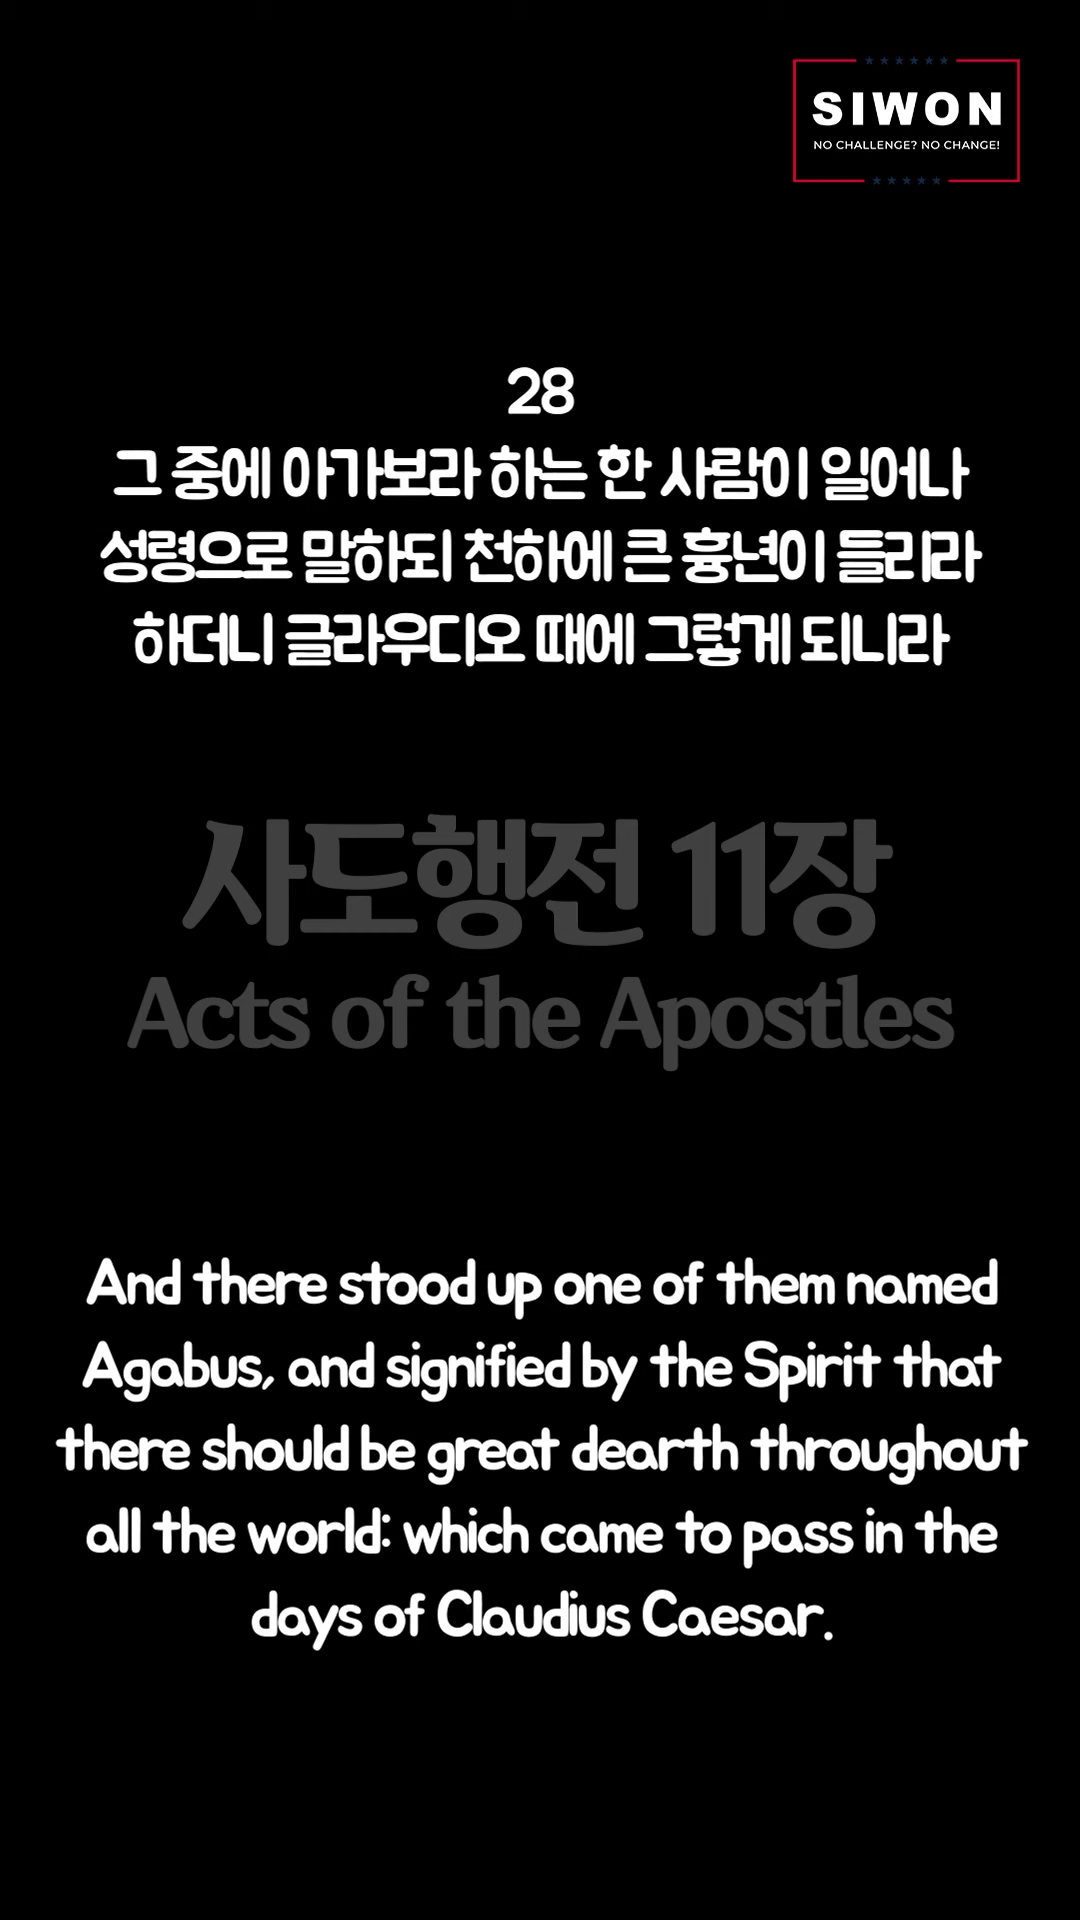 SIWON
NO CHALLENGE? NO CHANGE!
28
그 중에 아가보라 하는 한 사람이 일어나
성령으로 말하되 천하에 큰 흉년이 들리라
하더니 글라우디오 때에 그렇게 되니라
사도행전 11장
Acts of the Apostles
And there stood up one of them named
Agabus, and signified by the Spirit that
there should be great dearth throughout
all the world: which came to pass in the
days of Claudius Caesar.